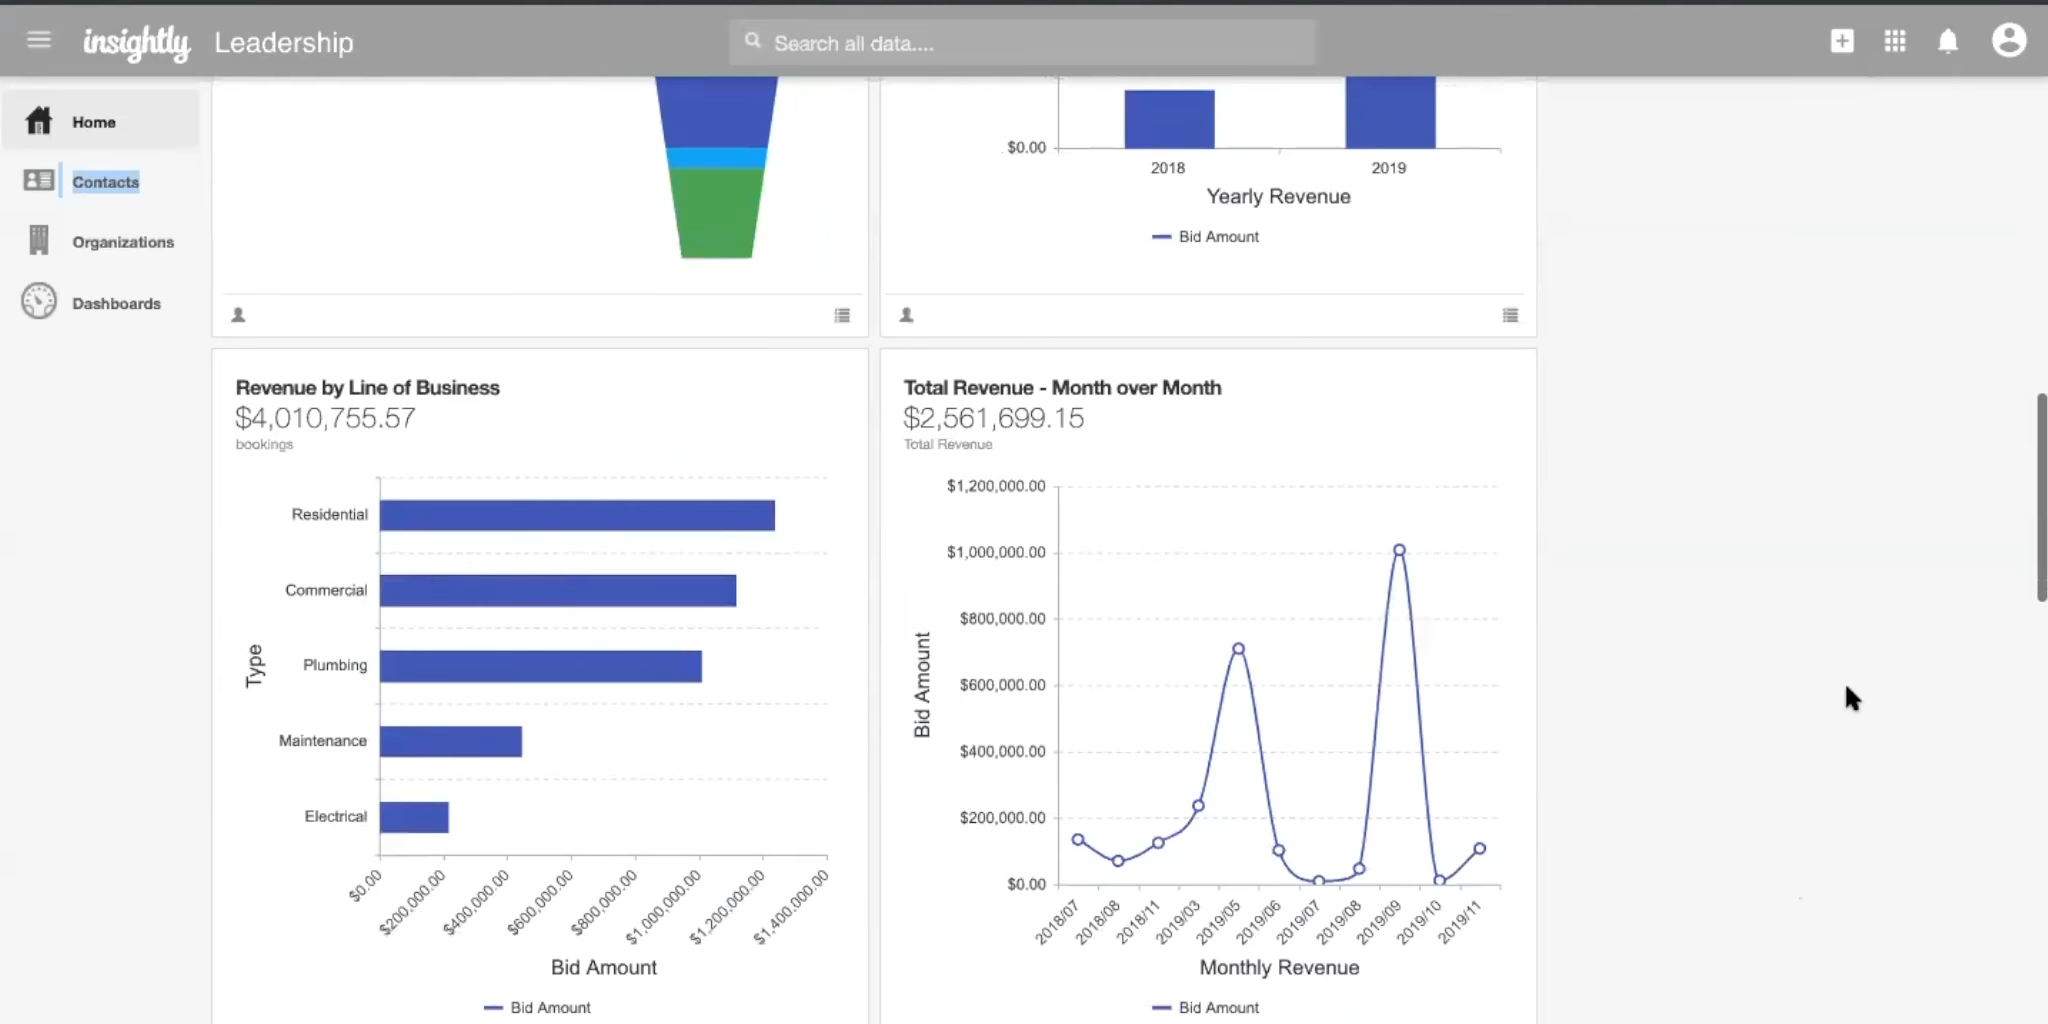 insightly
Leadership
Search all data....
Home
Contacts
Organizations
Dashboards
$0.00
2018
2019
Yearly Revenue
Bid Amount
Revenue by Line of Business
$4,010,755.57
bookings
Type
Residential
Commercial
Plumbing
Maintenance
Electrical
$0.00
$200,000.00
$400,000.00
$600,000.00
$800,000.00
$1,000,000.00
$1,200,000.00
$1,400,000.00
Bid Amount
Bid Amount
Total Revenue - Month over Month
$2,561,699.15
Total Revenue
Bid Amount
$1,200,000.00
$1,000,000.00
$800,000.00
$600,000.00
$400,000.00
$200,000.00
$0.00
2018/07
2018/08
2018/11
2019/03
2019/05
2019/06
2019/07
2019/08
2019/09
2019/10
2019/11
Monthly Revenue
Bid Amount